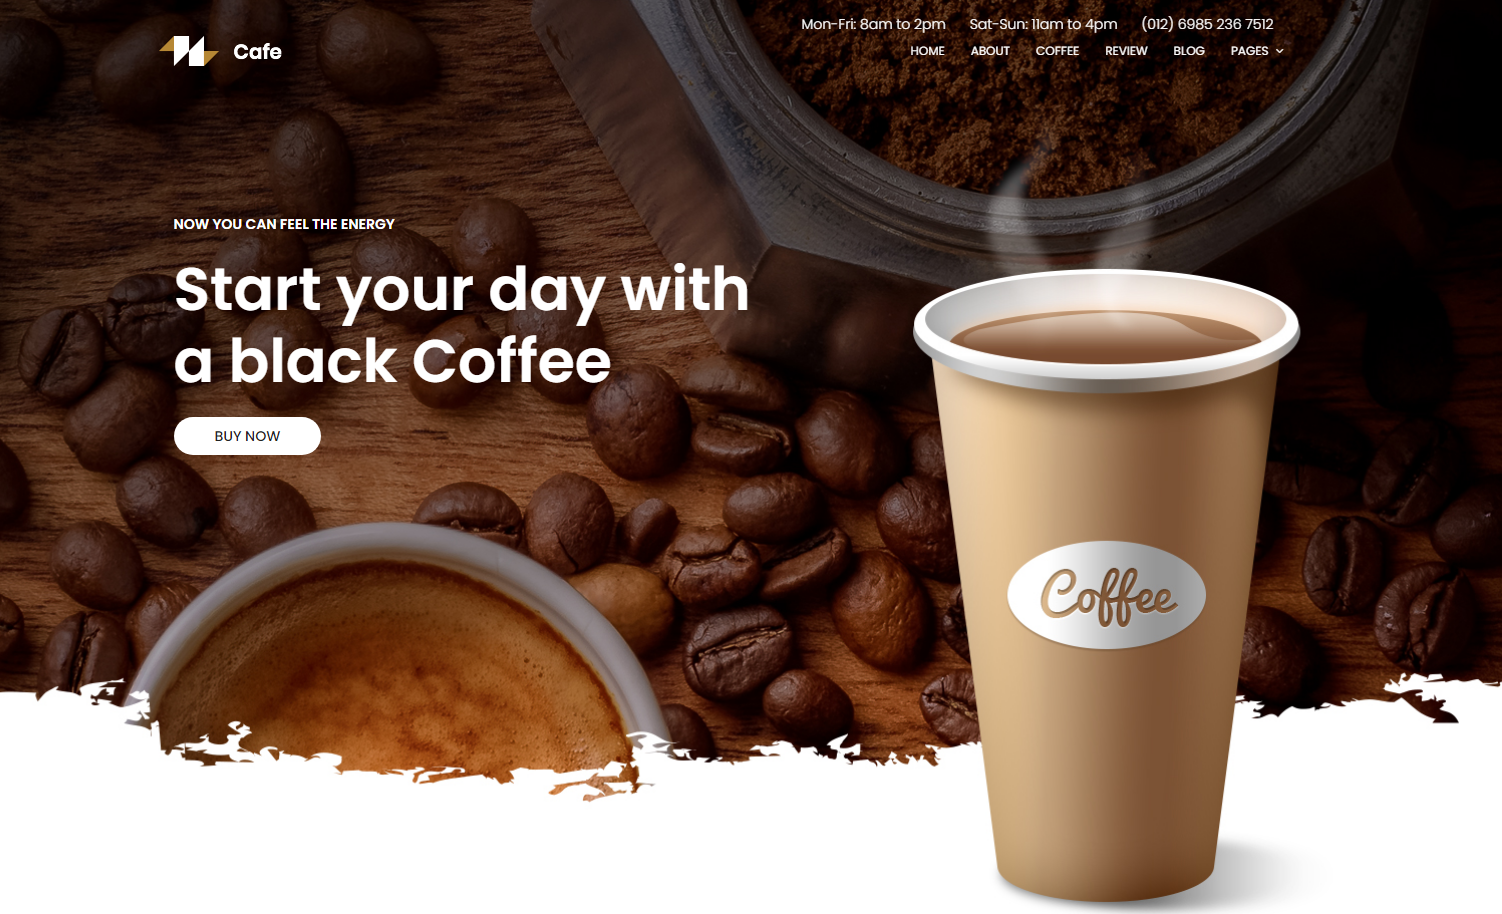 Mon-Fri: 8am to 2pm Sat-Sun: 11am to 4pm (012) 6985 236 7512
Cafe
HOME ABOUT COFFEE REVIEW BLOG PAGES
NOW YOU CAN FEEL THE ENERGY
Start your day with
a black Coffee
BUY NOW
Coffee